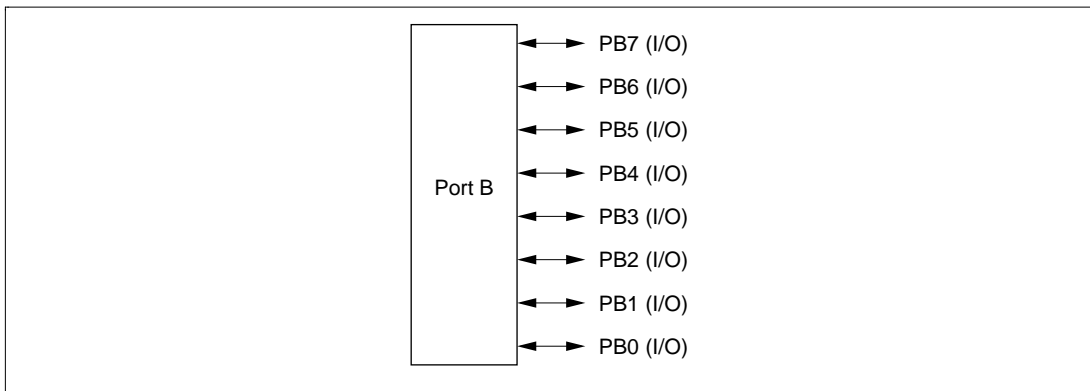 PB7 (I/O)
PB6 (I/O)
PB5 (I/O)
PB4 (I/O)
Port B
PB3 (I/O)
PB2 (I/O)
PB1 (I/O)
PB0 (I/O)